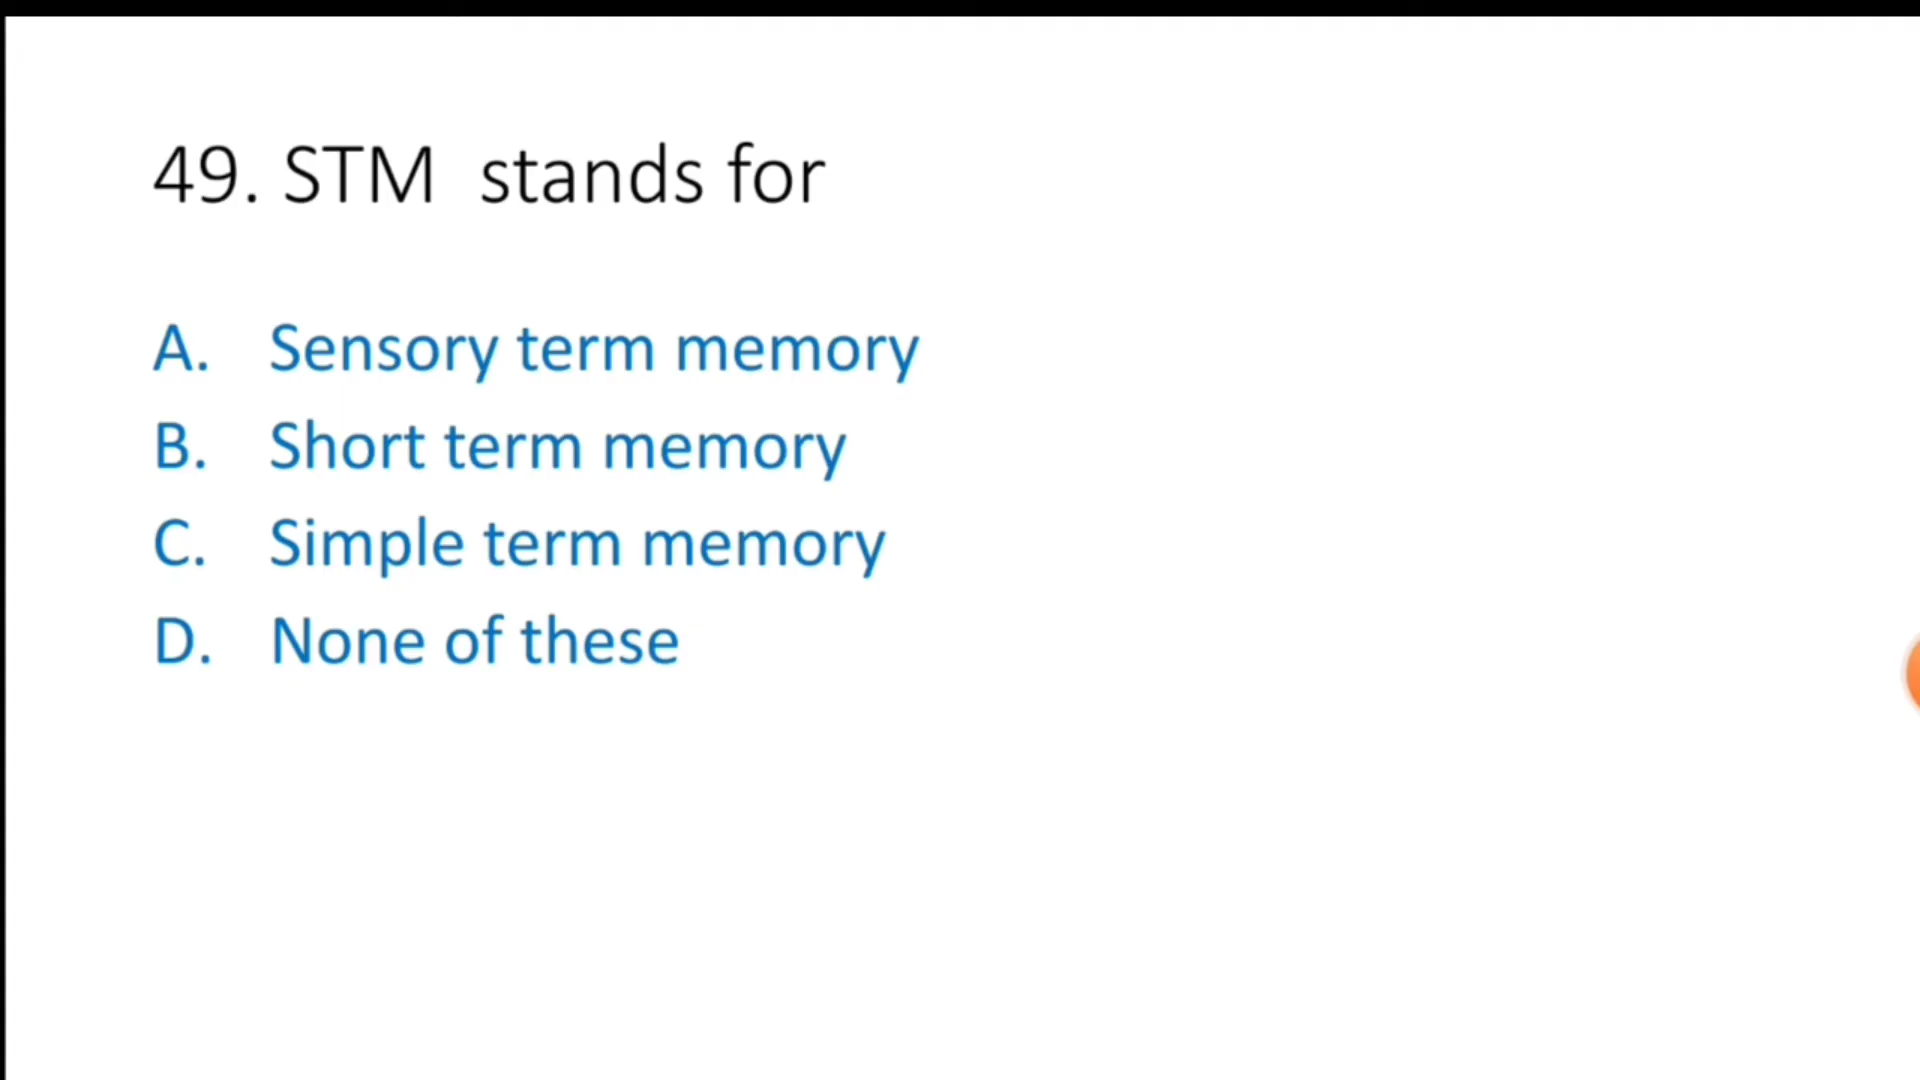 49. STM stands for
A. Sensory term memory
B. Short term memory
C. Simple term memory
D. None of these